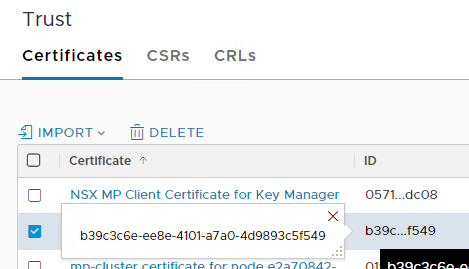 Trust
Certificates CSRs CRLs
IMPORT DELETE
Certificate ID
NSX MP Client Certificate for Key Manager 0571...dc08
b39c3c6e-ee8e-4101-a7a0-4d9893c5f549 b39c...f549
mp-cluster certificate for node e2a70842-
b39c3c6e-e